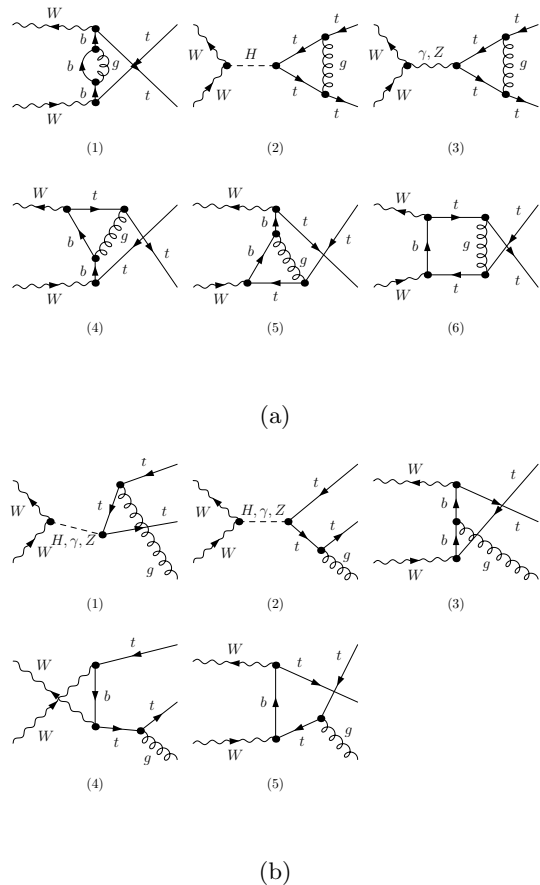 W b t
b g
W b t
(1)
W t
H g
W t t
(2)
W t
γ, Z g
W t t
(3)
W t
b g t
W b t
(4)
W t
b g
W b t t
(5)
W t t
b g
W t t
(6)
(a)
W t
t
H, γ, Z t
W g
(1)
W H, γ, Z t
W t t
g
(2)
W b t
b t
W g
(3)
W t
b t
W t g
(4)
W t t
b
W t g
(5)
(b)